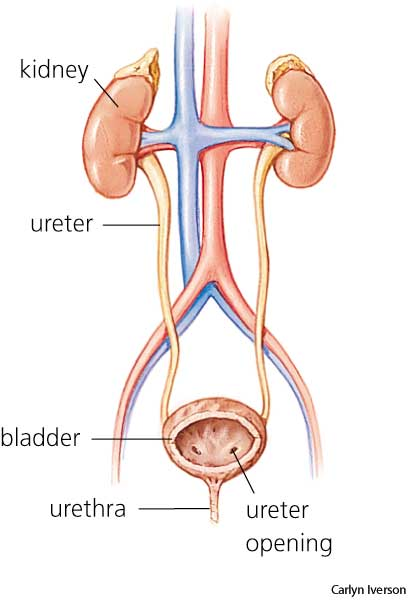 kidney
ureter
bladder
urethra
ureter
opening
Carlyn Iverson